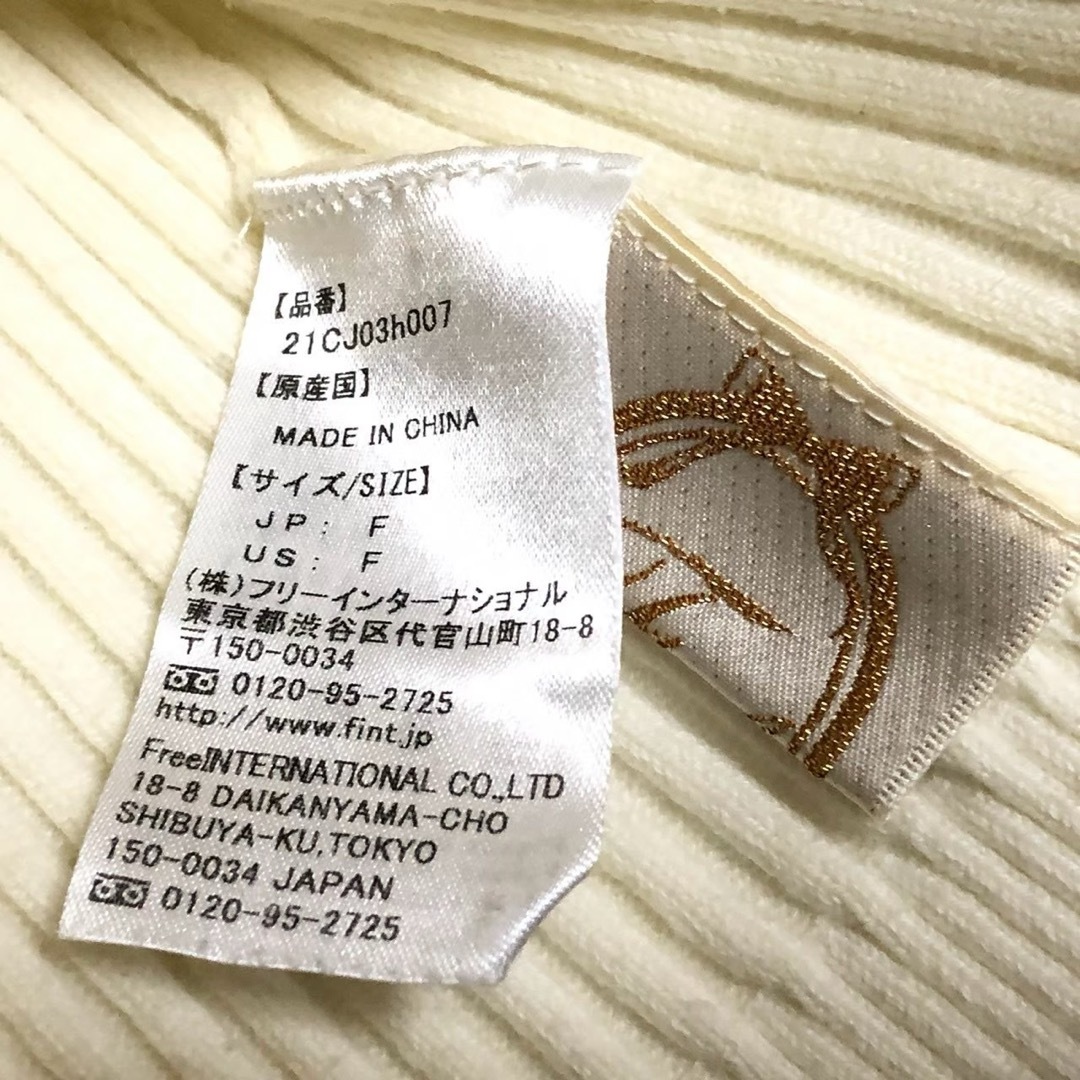 【品番】
21CJ03h007
【原産国】
MADE IN CHINA
【サイズ/SIZE】
JP: F
US: F
(株)フリーインターナショナル
東京都渋谷区代官山町18-8
〒150-0034
0120-95-2725
http://www.fint.jp
FreeINTERNATIONAL CO.,LTD
18-8 DAIKANYAMA-CHO
SHIBUYA-KU,TOKYO
150-0034 JAPAN
0120-95-2725